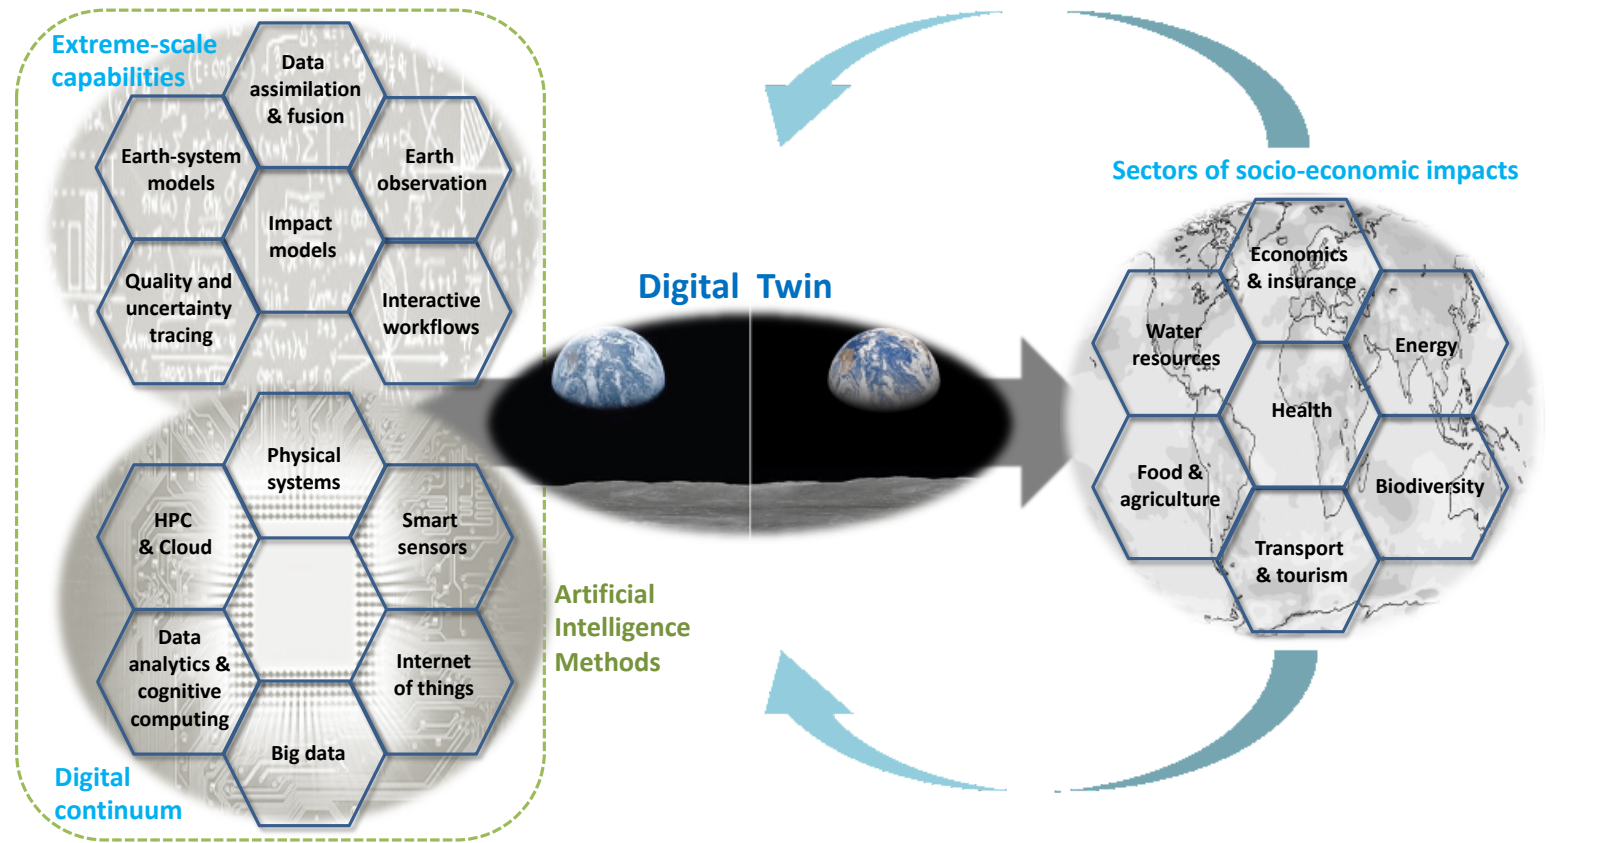 Extreme-scale
capabilities
Data
assimilation
& fusion
Earth-system
models
Earth
observation
Impact
models
Quality and
uncertainty
tracing
Interactive
workflows
Physical
systems
HPC
& Cloud
Smart
sensors
Data
analytics &
cognitive
computing
Internet
of things
Big data
Digital
continuum
Artificial
Intelligence
Methods
Digital Twin
Sectors of socio-economic impacts
Economics
& insurance
Water
resources
Energy
Health
Food &
agriculture
Biodiversity
Transport
& tourism